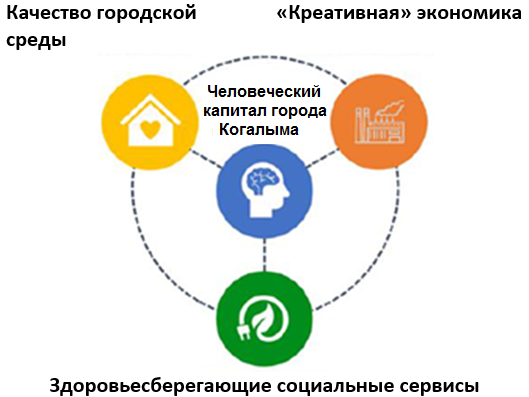 Качество городской
среды
«Креативная» экономика
Человеческий
капитал города
Когалыма
Здоровьесберегающие социальные сервисы